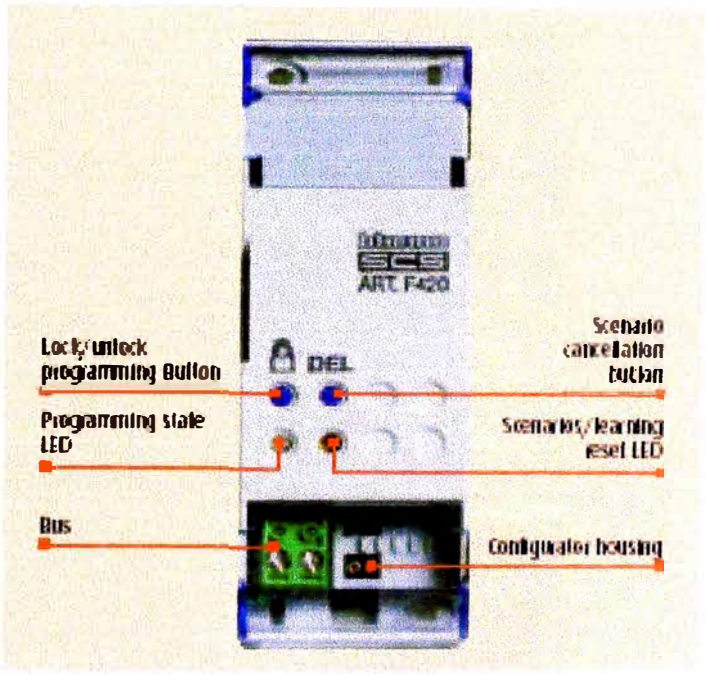 SCS
ART. F420
Lock/unlock
programming Button
DEL
Scenario
cancellation
button
Programming state
LED
Scenarios/learning
reset LED
Bus
Configurator housing